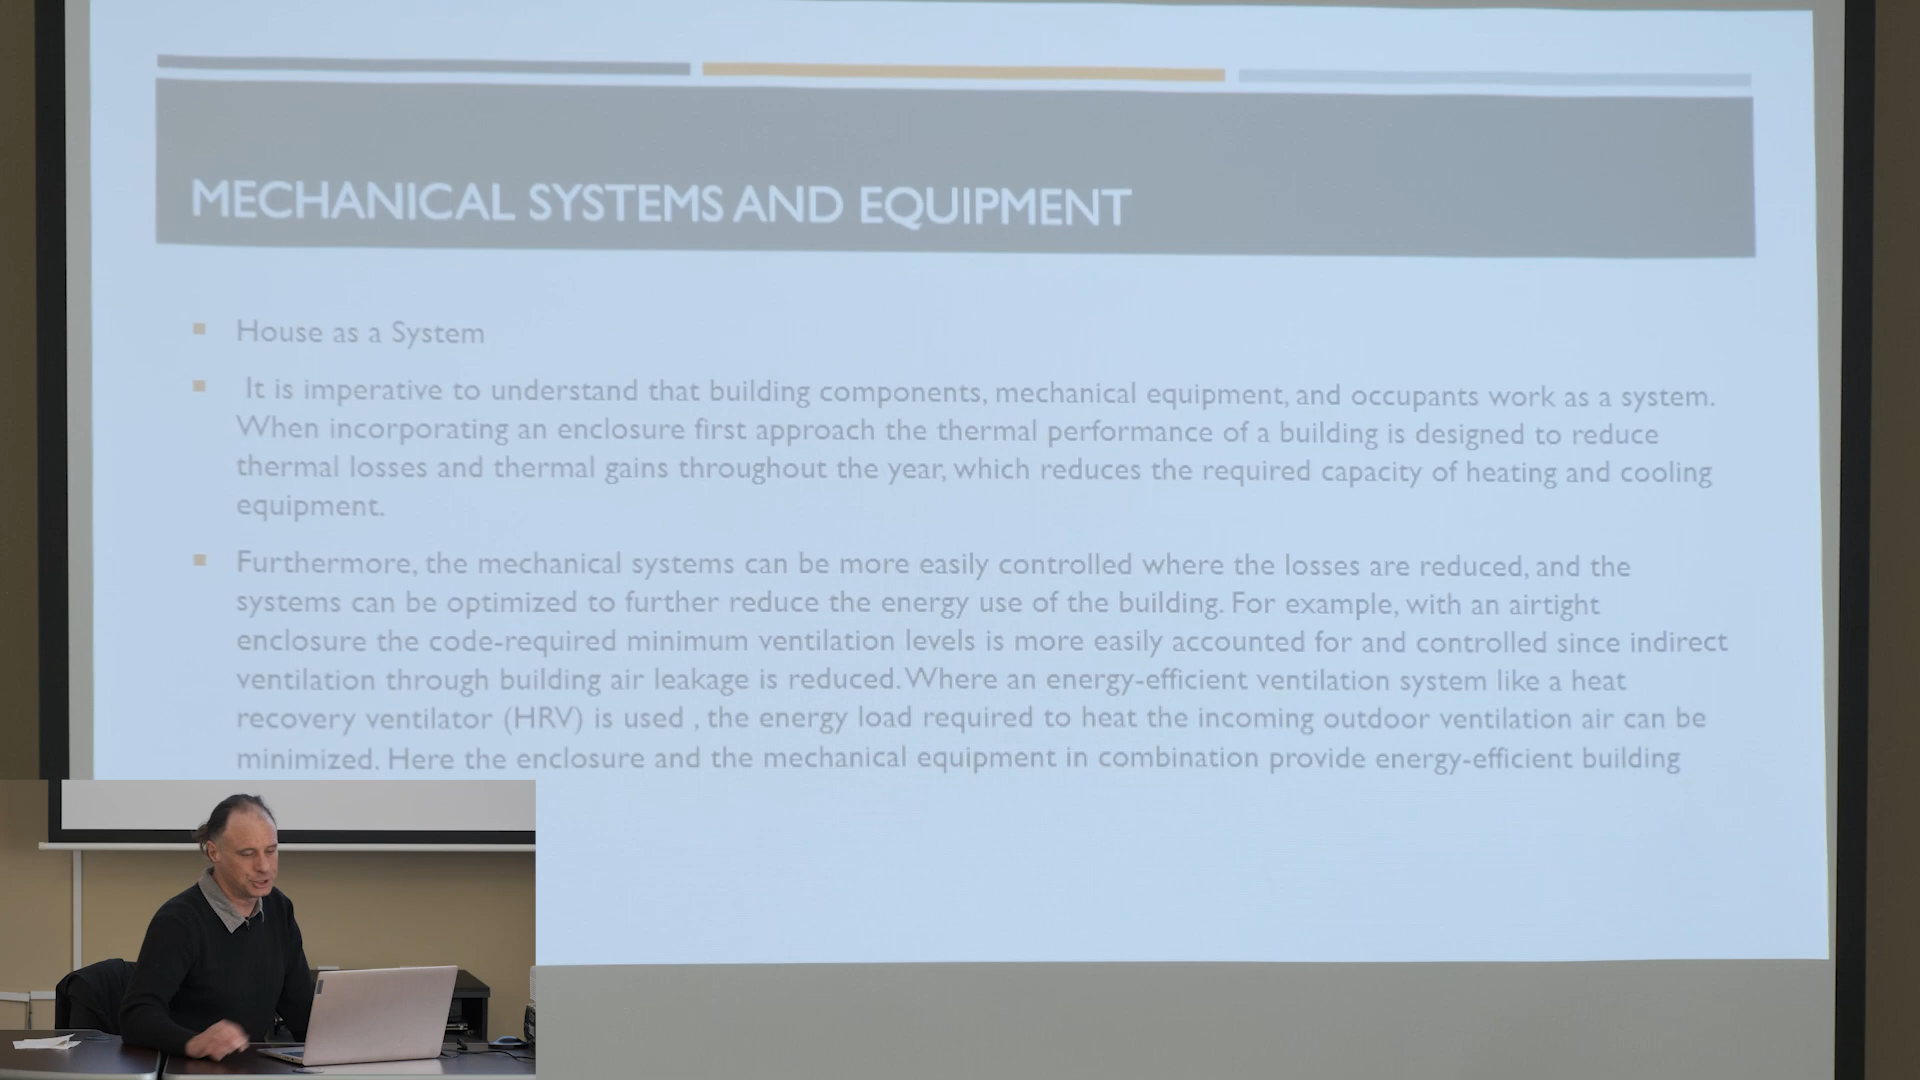 MECHANICAL SYSTEMS AND EQUIPMENT
House as a System
It is imperative to understand that building components, mechanical equipment, and occupants work as a system.
When incorporating an enclosure first approach the thermal performance of a building is designed to reduce
thermal losses and thermal gains throughout the year, which reduces the required capacity of heating and cooling
equipment.
Furthermore, the mechanical systems can be more easily controlled where the losses are reduced, and the
systems can be optimized to further reduce the energy use of the building. For example, with an airtight
enclosure the code-required minimum ventilation levels is more easily accounted for and controlled since indirect
ventilation through building air leakage is reduced. Where an energy-efficient ventilation system like a heat
recovery ventilator (HRV) is used , the energy load required to heat the incoming outdoor ventilation air can be
minimized. Here the enclosure and the mechanical equipment in combination provide energy-efficient building